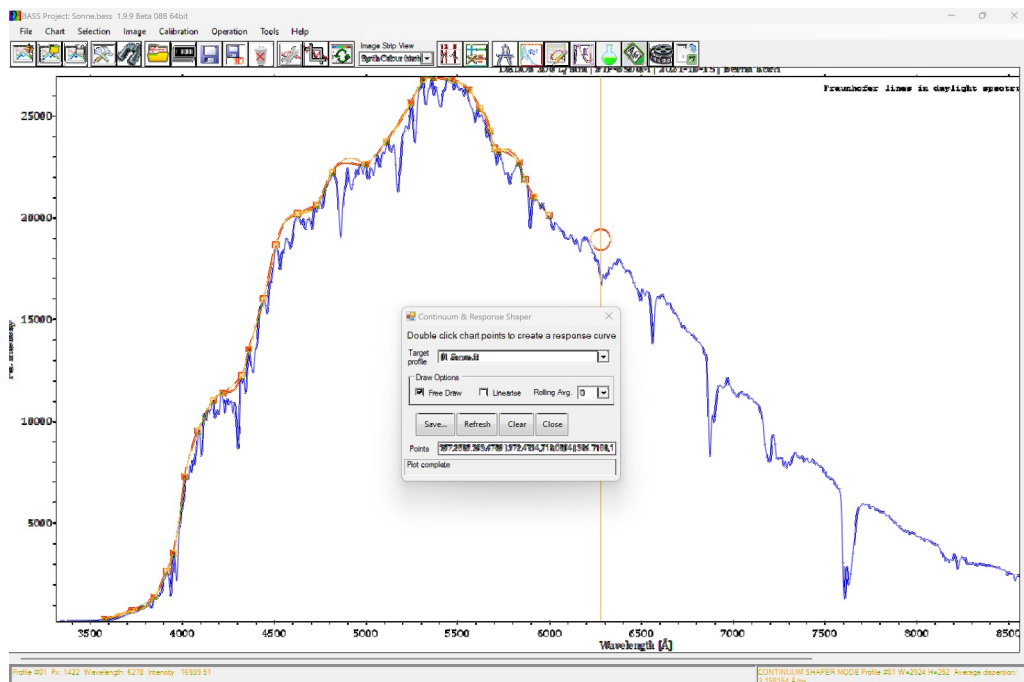 BASS Project: Sonne.bass 1.9.9 Beta 08B 64bit
File Chart Selection Image Calibration Operation Tools Help
Image Strip View
Fraunhofer lines in daylight
25000
20000
15000
10000
5000
3500 4000 4500 5000 5500 6000 6500 7000 7500 8000 8500
Wavelength [Å]
Continuum & Response Shaper
Double click chart points to create a response curve
Target profile
Draw Options
Free Draw Linearise Rolling Avg. 0
Save... Refresh Clear Close
Points
Plot complete
Profile #01 Px: 1422 Wavelength: 6278 Intensity: 16939.51
CONTINUUM SHAPER MODE Profile #01 W=2924 H=252 Average dispersion: